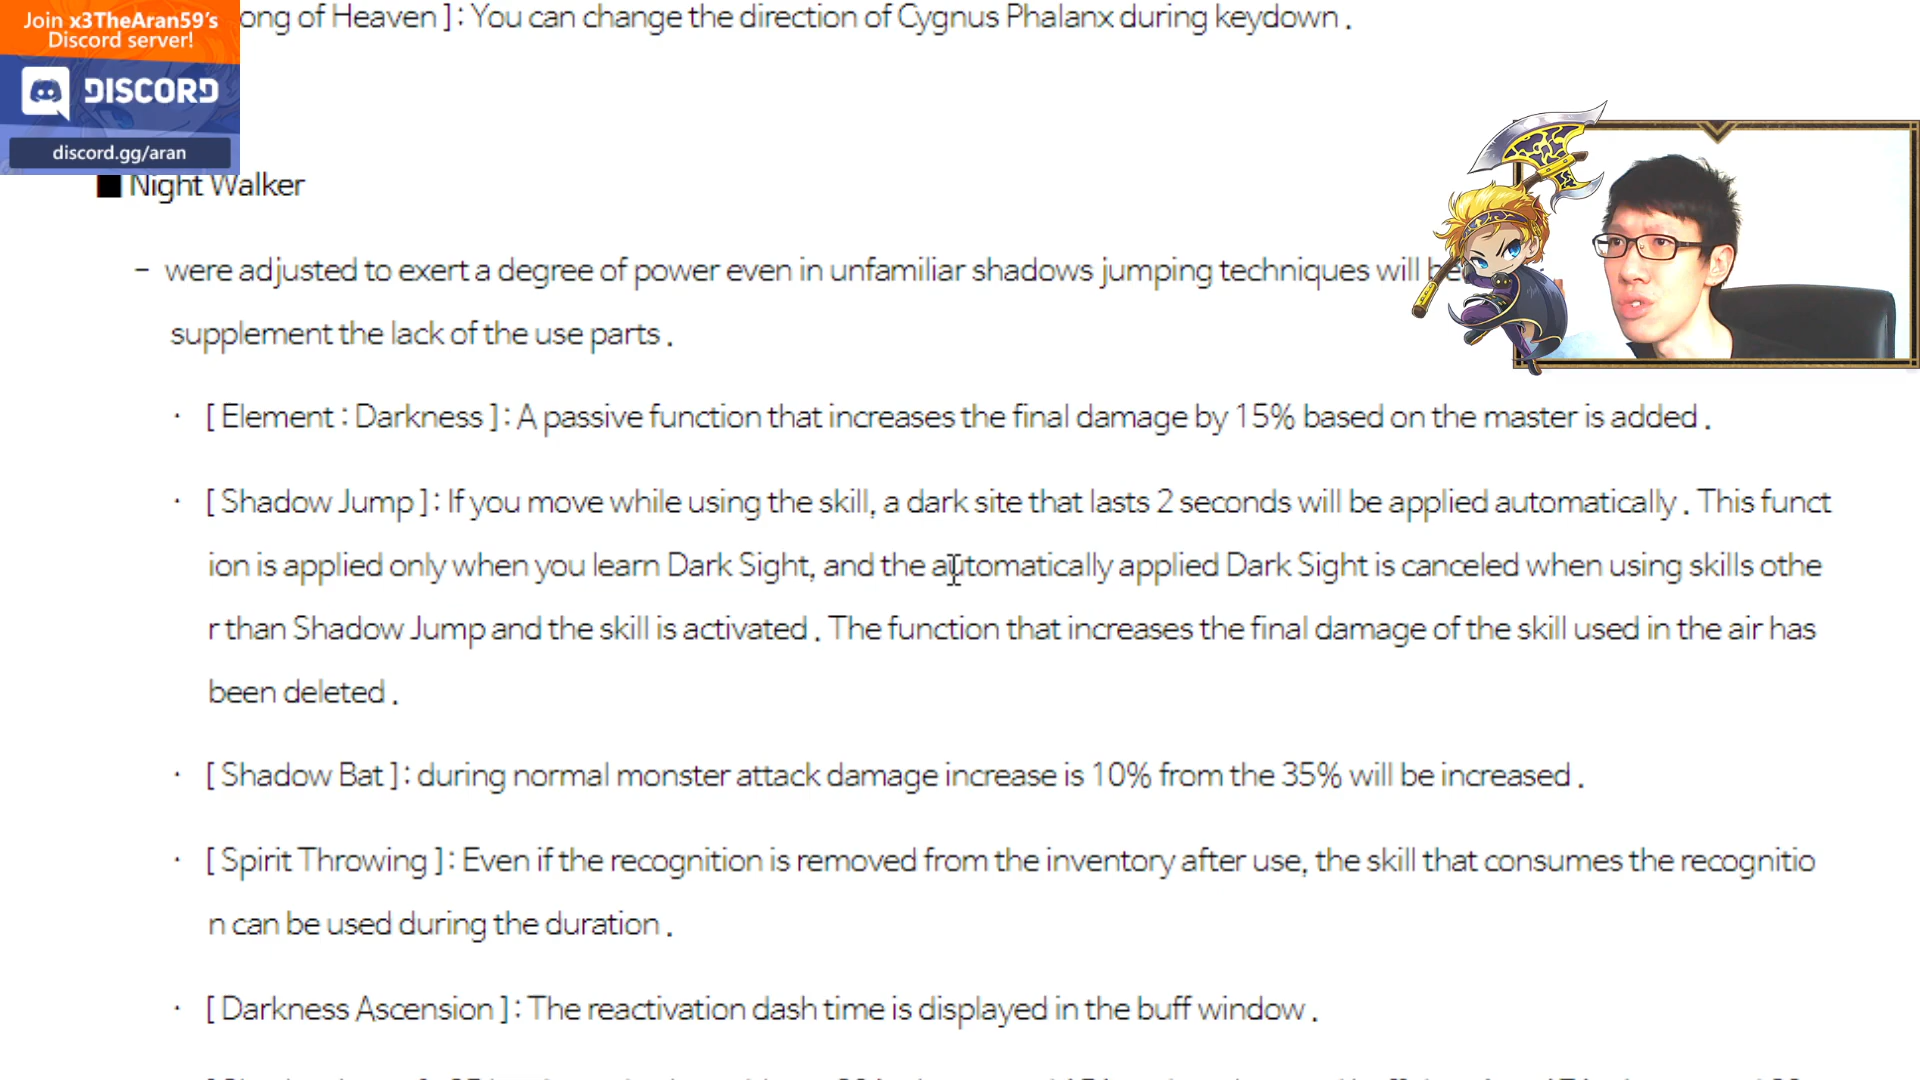 Join x3TheAran59's
Discord server!
DISCORD
discord.gg/aran
ong of Heaven ] : You can change the direction of Cygnus Phalanx during keydown .
■ Night Walker
- were adjusted to exert a degree of power even in unfamiliar shadows jumping techniques will
supplement the lack of the use parts .
· [ Element : Darkness ] : A passive function that increases the final damage by 15% based on the master is added .
· [ Shadow Jump ] : If you move while using the skill, a dark site that lasts 2 seconds will be applied automatically . This funct
ion is applied only when you learn Dark Sight, and the automatically applied Dark Sight is canceled when using skills othe
r than Shadow Jump and the skill is activated . The function that increases the final damage of the skill used in the air has
been deleted .
· [ Shadow Bat ] : during normal monster attack damage increase is 10% from the 35% will be increased .
· [ Spirit Throwing ] : Even if the recognition is removed from the inventory after use, the skill that consumes the recognitio
n can be used during the duration .
· [ Darkness Ascension ] : The reactivation dash time is displayed in the buff window .